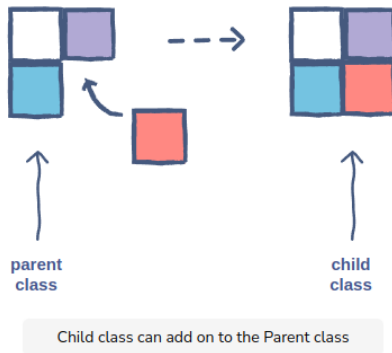 parent
class
child
class
Child class can add on to the Parent class